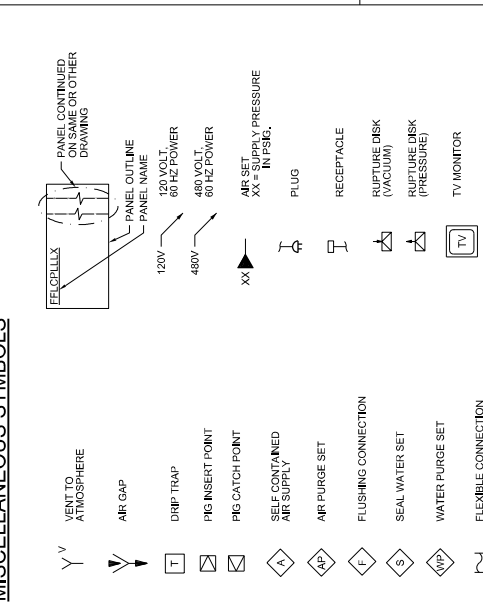 MISCELLANEOUS SYMBOLS
V
VENT TO
ATMOSPHERE
AIR GAP
T
DRIP TRAP
PIG INSERT POINT
PIG CATCH POINT
A
SELF CONTAINED
AIR SUPPLY
AP
AIR PURGE SET
F
FLUSHING CONNECTION
S
SEAL WATER SET
WP
WATER PURGE SET
FLEXIBLE CONNECTION
FFLCPLLLX
PANEL CONTINUED
ON SAME OR OTHER
DRAWING
PANEL OUTLINE
PANEL NAME
120V
120 VOLT,
60 HZ POWER
480V
480 VOLT,
60 HZ POWER
XX
AIR SET
XX = SUPPLY PRESSURE
IN PSIG.
PLUG
RECEPTACLE
RUPTURE DISK
(VACUUM)
RUPTURE DISK
(PRESSURE)
TV
TV MONITOR